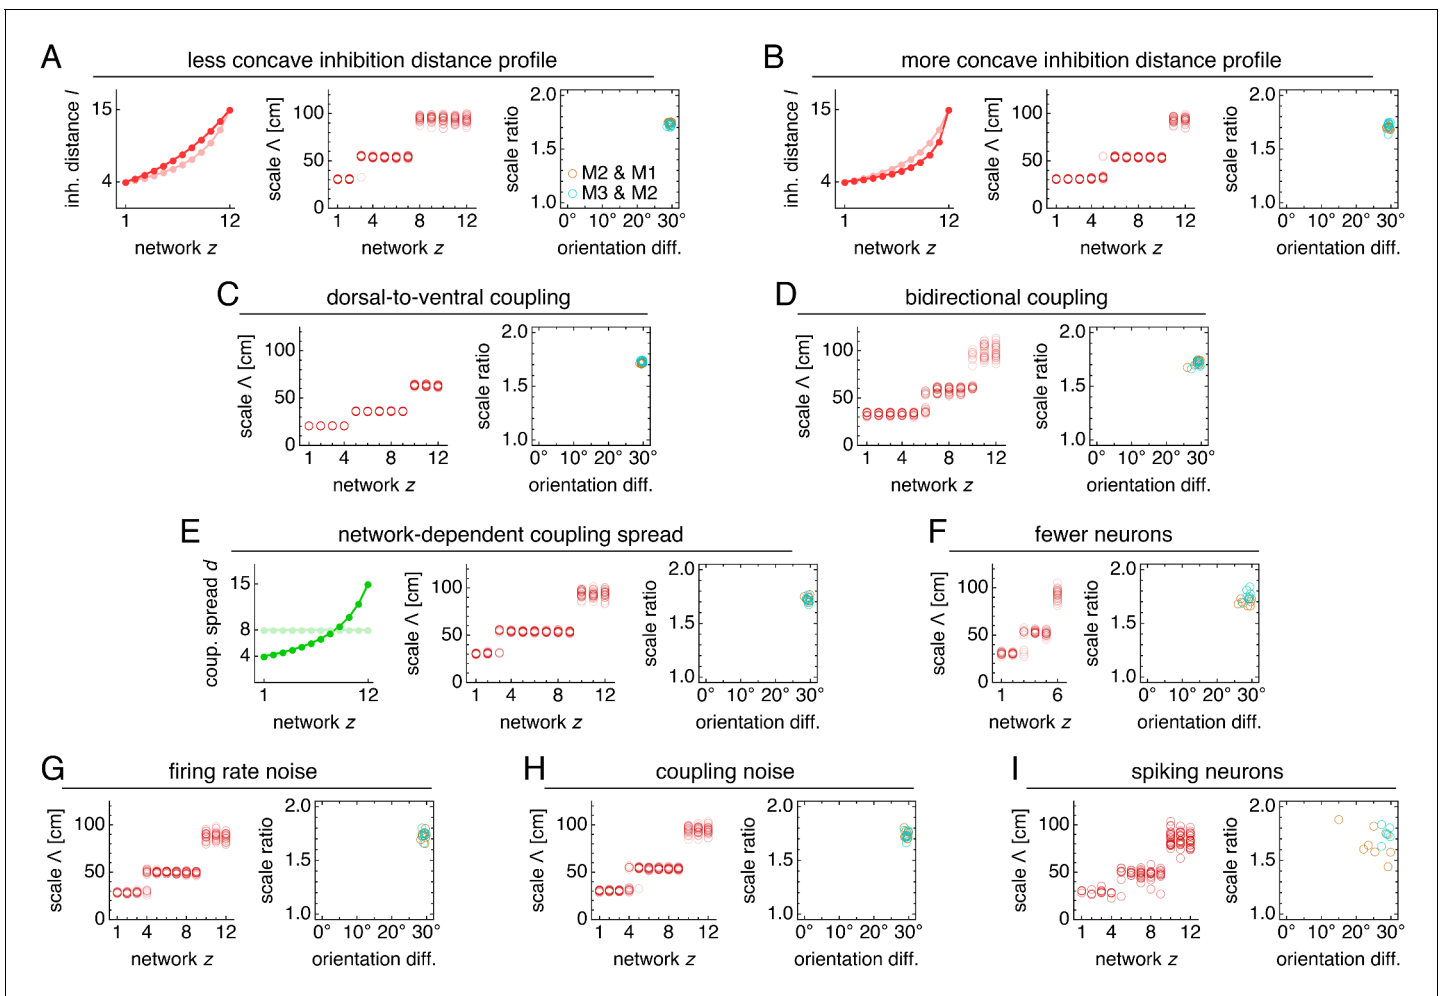 A less concave inhibition distance profile
inh. distance l
15
4
1 12
network z
scale Λ [cm]
100
50
0
1 4 8 12
network z
scale ratio
2.0
1.5
1.0
M2 & M1
M3 & M2
0° 10° 20° 30°
orientation diff.
B more concave inhibition distance profile
inh. distance l
15
4
1 12
network z
scale Λ [cm]
100
50
0
1 4 8 12
network z
scale ratio
2.0
1.5
1.0
0° 10° 20° 30°
orientation diff.
C dorsal-to-ventral coupling
scale Λ [cm]
100
50
0
1 4 8 12
network z
scale ratio
2.0
1.5
1.0
0° 10° 20° 30°
orientation diff.
D bidirectional coupling
scale Λ [cm]
100
50
0
1 4 8 12
network z
scale ratio
2.0
1.5
1.0
0° 10° 20° 30°
orientation diff.
E network-dependent coupling spread
coup. spread d
15
8
4
1 12
network z
scale Λ [cm]
100
50
0
1 4 8 12
network z
scale ratio
2.0
1.5
1.0
0° 10° 20° 30°
orientation diff.
F fewer neurons
scale Λ [cm]
100
50
0
1 6
network z
scale ratio
2.0
1.5
1.0
0° 10° 20° 30°
orientation diff.
G firing rate noise
scale Λ [cm]
100
50
0
1 4 8 12
network z
scale ratio
2.0
1.5
1.0
0° 10° 20° 30°
orientation diff.
H coupling noise
scale Λ [cm]
100
50
0
1 4 8 12
network z
scale ratio
2.0
1.5
1.0
0° 10° 20° 30°
orientation diff.
I spiking neurons
scale Λ [cm]
100
50
0
1 4 8 12
network z
scale ratio
2.0
1.5
1.0
0° 10° 20° 30°
orientation diff.